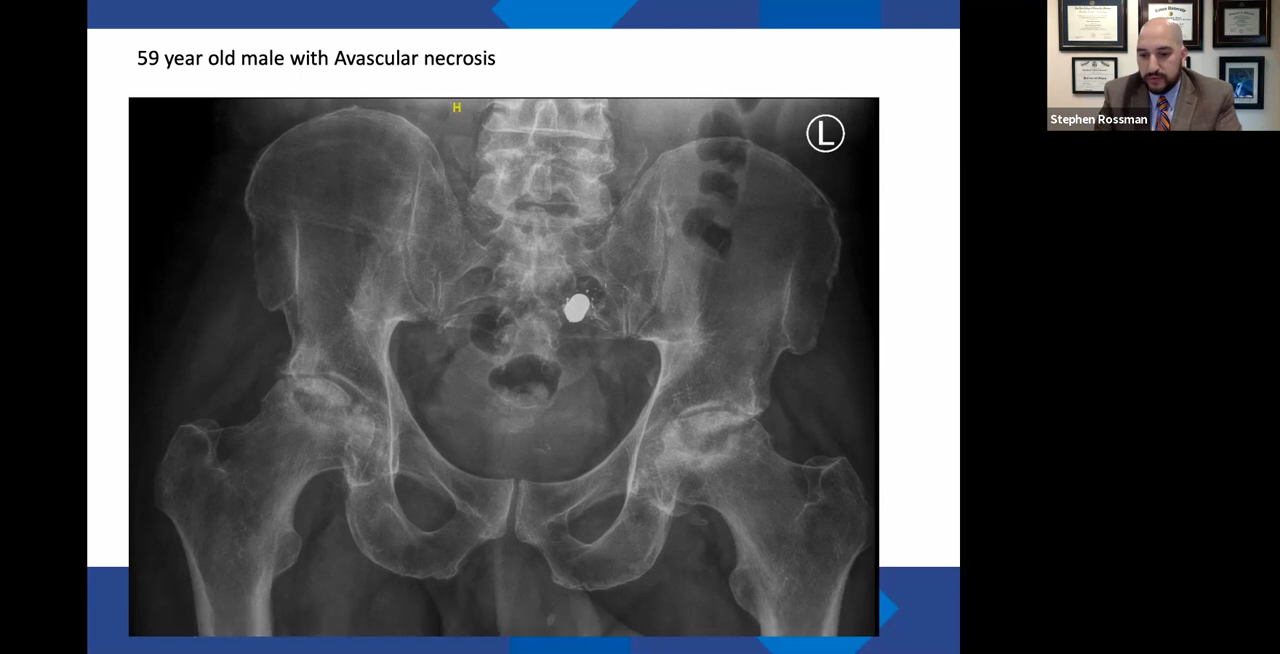 59 year old male with Avascular necrosis
H
L
Stephen Rossman